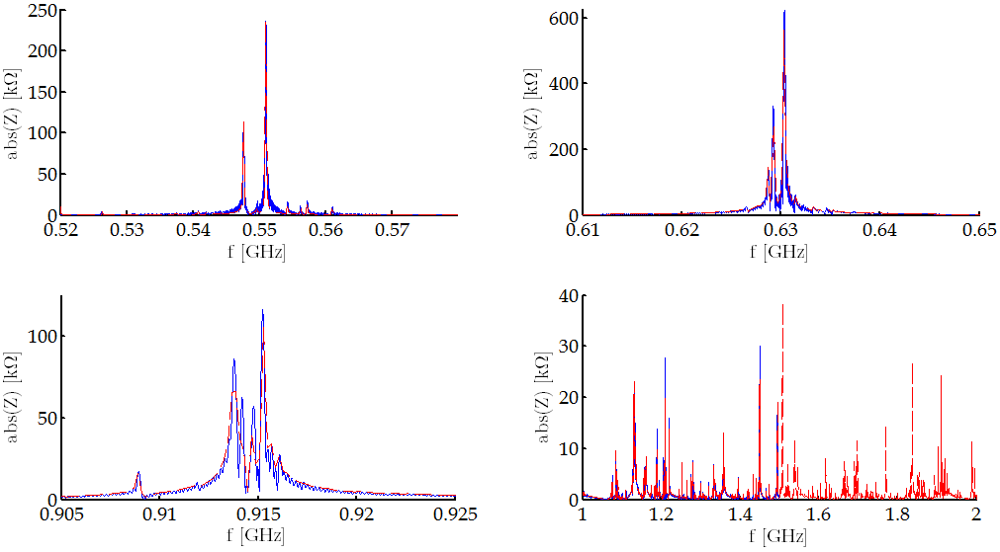 250
200
150
100
50
0
abs(Z) [kΩ]
0.52 0.53 0.54 0.55 0.56 0.57
f [GHz]
600
400
200
0
abs(Z) [kΩ]
0.61 0.62 0.63 0.64 0.65
f [GHz]
100
50
0
abs(Z) [kΩ]
0.905 0.91 0.915 0.92 0.925
f [GHz]
40
30
20
10
0
abs(Z) [kΩ]
1 1.2 1.4 1.6 1.8 2
f [GHz]